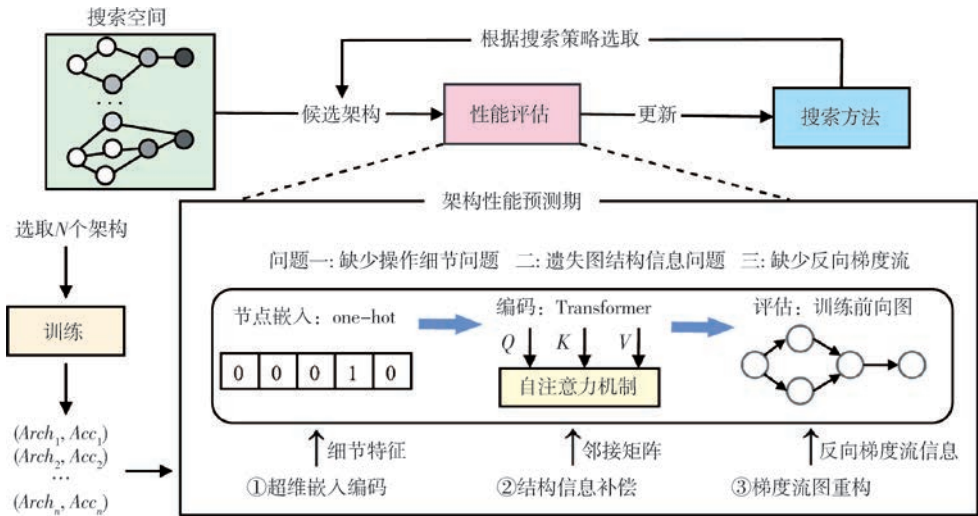 搜索空间
根据搜索策略选取
...
候选架构
性能评估
更新
搜索方法
架构性能预测期
选取N个架构
问题一: 缺少操作细节问题 二: 遗失图结构信息问题 三: 缺少反向梯度流
节点嵌入: one-hot
编码: Transformer
评估: 训练前向图
训练
Q K V
0 0 0 1 0
自注意力机制
(Arch₁, Acc₁)
(Arch₂, Acc₂)
...
(Archₙ, Accₙ)
细节特征
邻接矩阵
反向梯度流信息
①超维嵌入编码
②结构信息补偿
③梯度流图重构